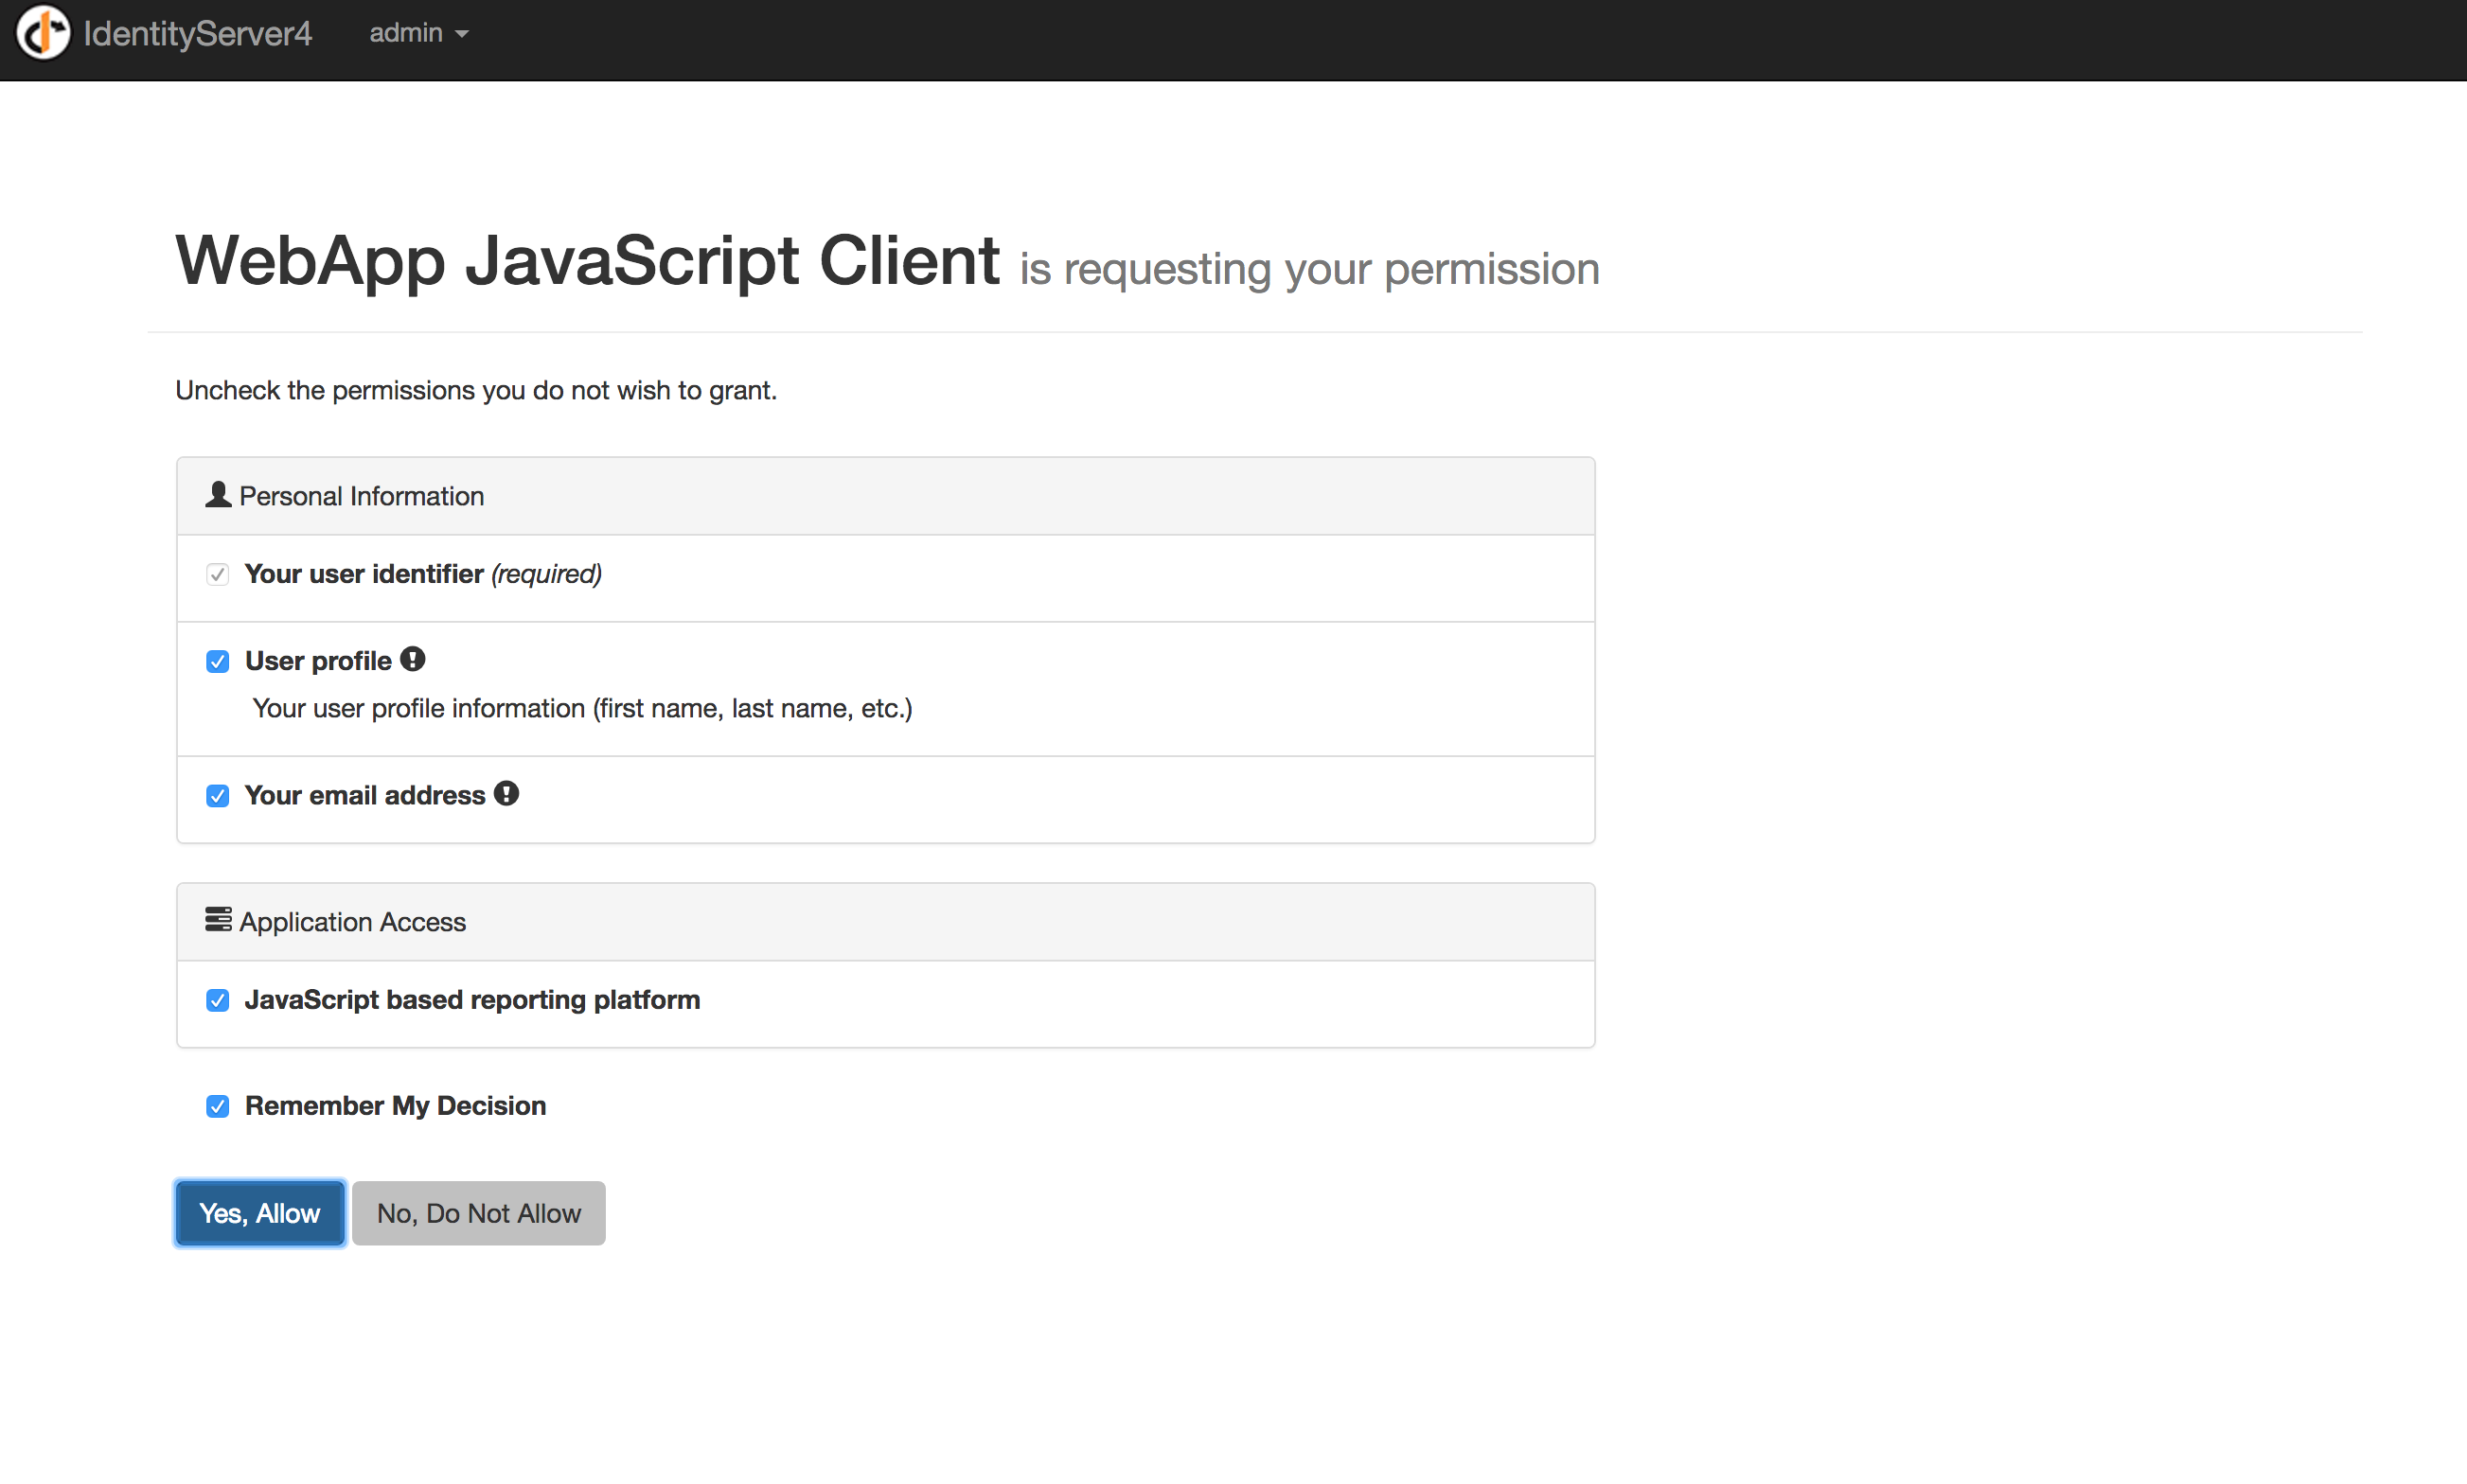 IdentityServer4 admin
WebApp JavaScript Client is requesting your permission
Uncheck the permissions you do not wish to grant.
Personal Information
Your user identifier (required)
User profile
Your user profile information (first name, last name, etc.)
Your email address
Application Access
JavaScript based reporting platform
Remember My Decision
Yes, Allow No, Do Not Allow